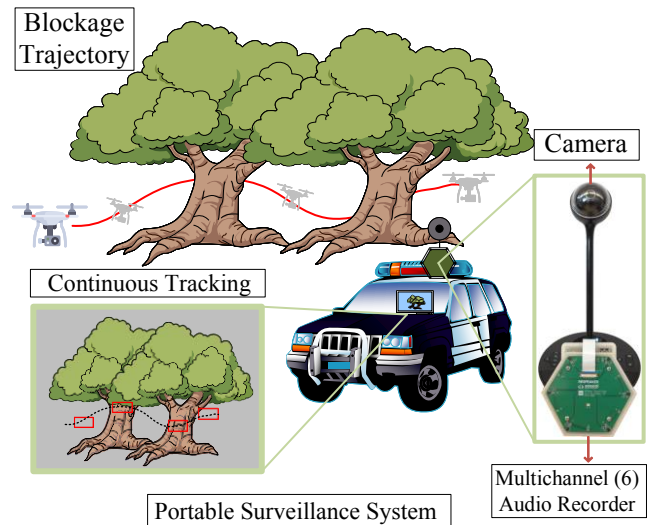 Blockage
Trajectory
Camera
Continuous Tracking
Multichannel (6)
Audio Recorder
Portable Surveillance System